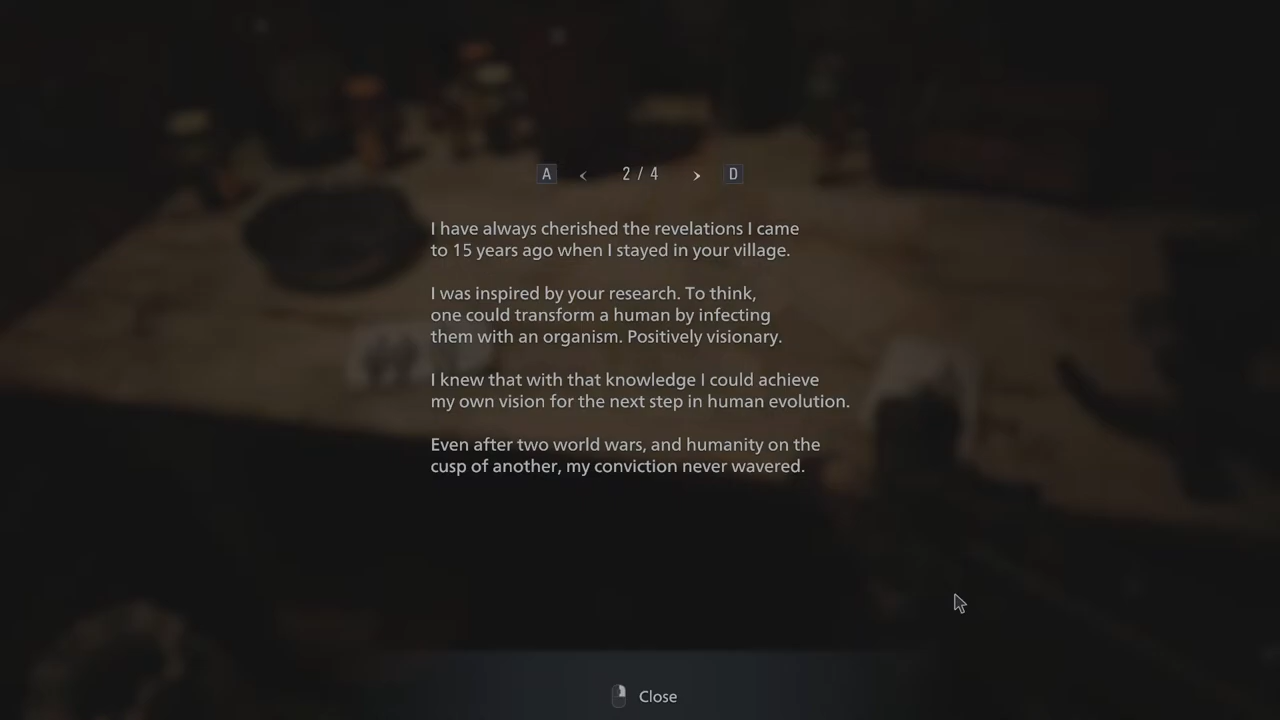 A < 2 / 4 > D
I have always cherished the revelations I came
to 15 years ago when I stayed in your village.
I was inspired by your research. To think,
one could transform a human by infecting
them with an organism. Positively visionary.
I knew that with that knowledge I could achieve
my own vision for the next step in human evolution.
Even after two world wars, and humanity on the
cusp of another, my conviction never wavered.
Close